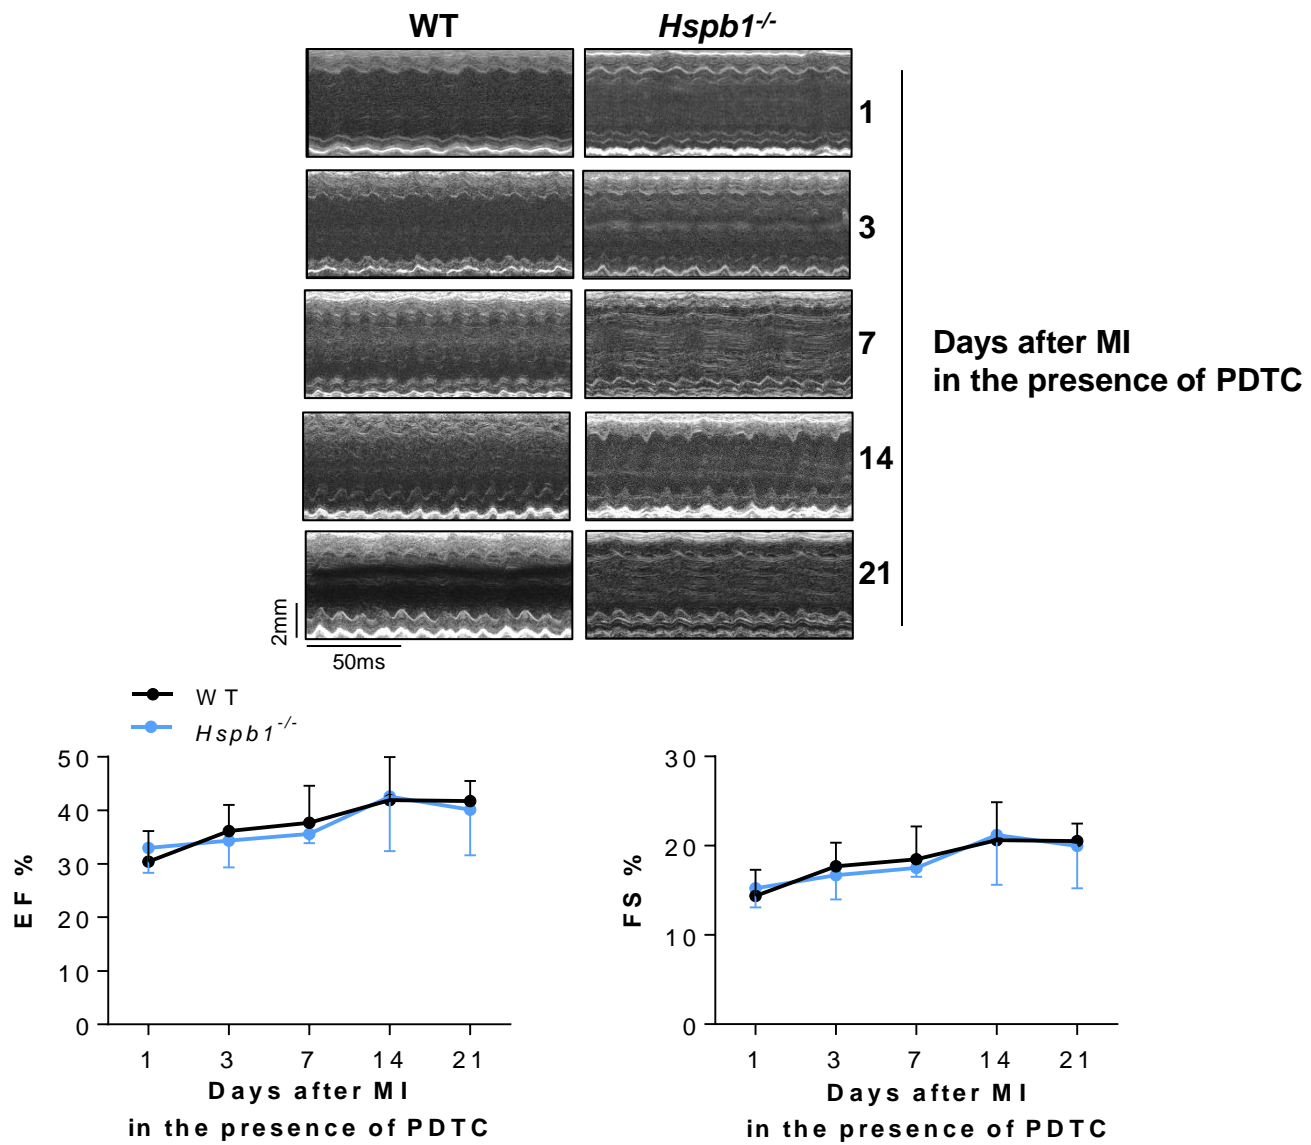 WT Hspb1-/-
1
3
7
14
21
Days after MI
in the presence of PDTC
2mm
50ms
WT
Hspb1-/-
50
40
30
20
10
0
EF %
1 3 7 14 21
Days after MI
in the presence of PDTC
30
20
10
0
FS %
1 3 7 14 21
Days after MI
in the presence of PDTC